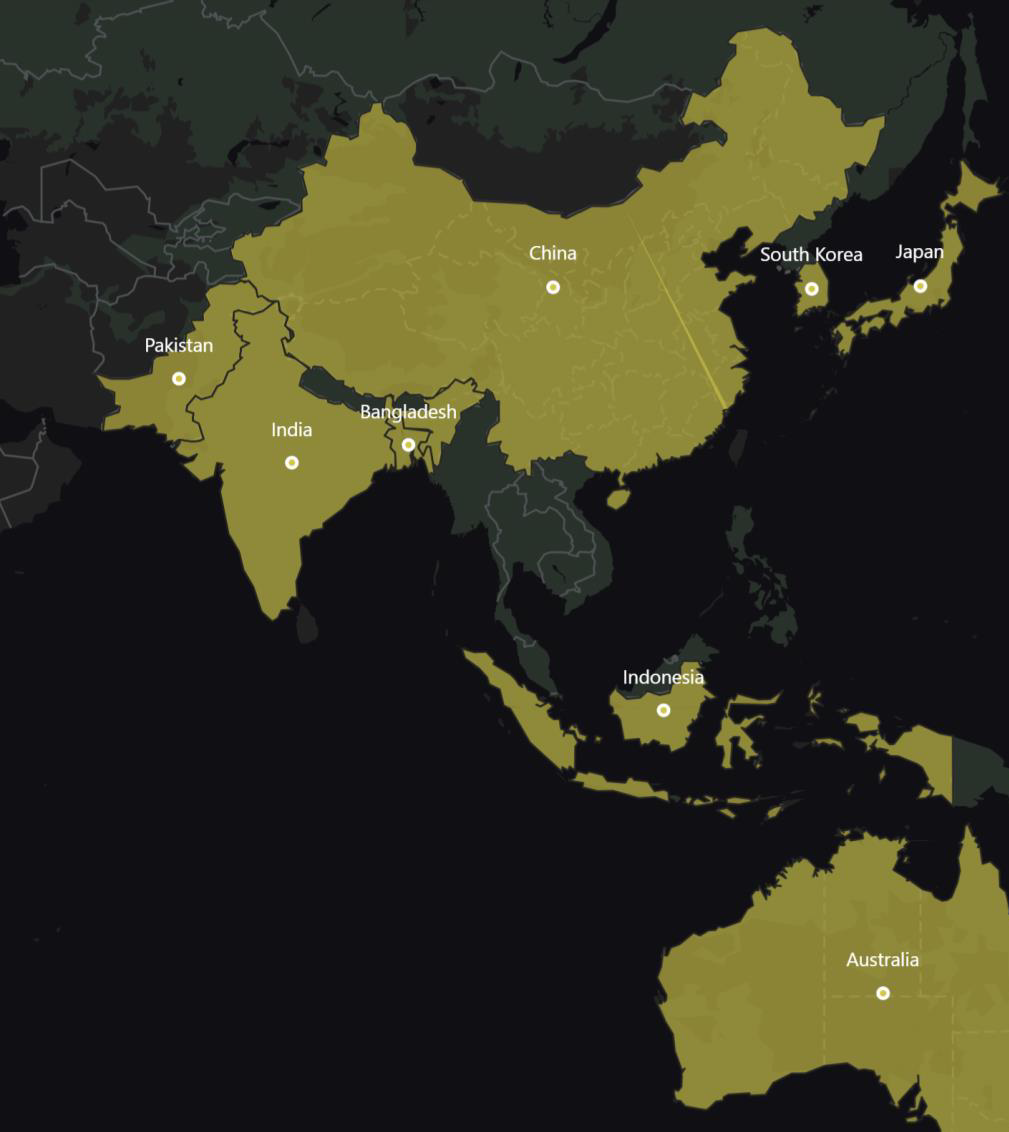 China
South Korea
Japan
Pakistan
Bangladesh
India
Indonesia
Australia